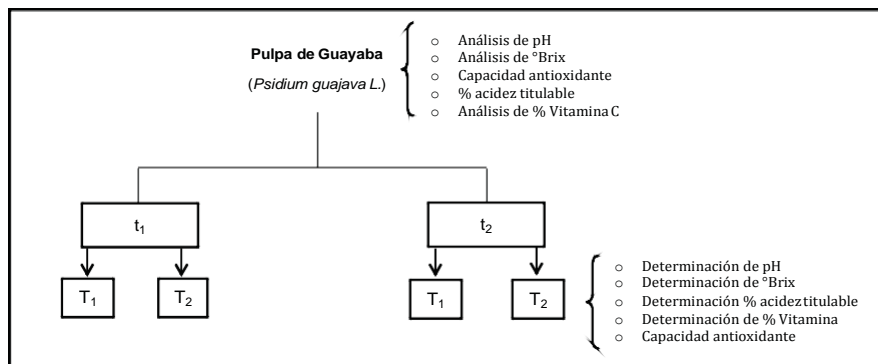 Pulpa de Guayaba
(Psidium guajava L.)
o Análisis de pH
o Análisis de °Brix
o Capacidad antioxidante
o % acidez titulable
o Análisis de % Vitamina C
t1
t2
T1
T2
T1
T2
o Determinación de pH
o Determinación de °Brix
o Determinación % acidez titulable
o Determinación de % Vitamina
o Capacidad antioxidante